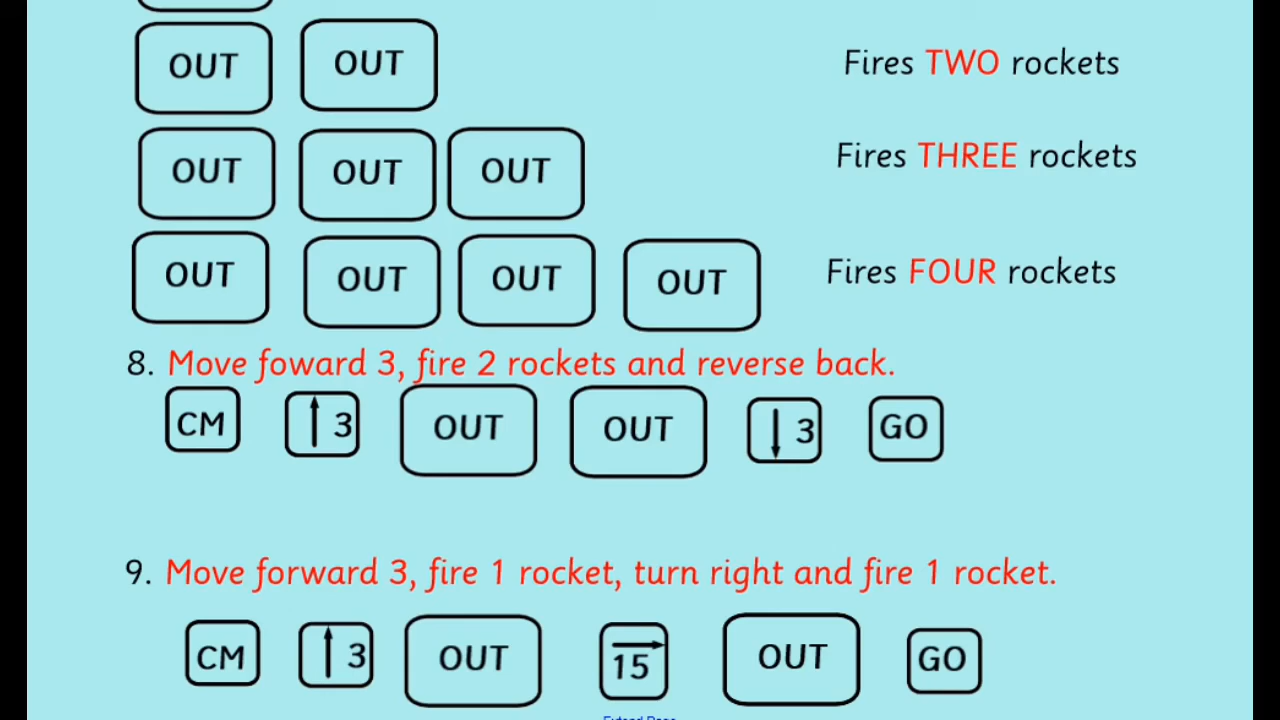 OUT OUT Fires TWO rockets
OUT OUT OUT Fires THREE rockets
OUT OUT OUT OUT Fires FOUR rockets
8. Move foward 3, fire 2 rockets and reverse back.
CM 3 OUT OUT 3 GO
9. Move forward 3, fire 1 rocket, turn right and fire 1 rocket.
CM 3 OUT 15 OUT GO